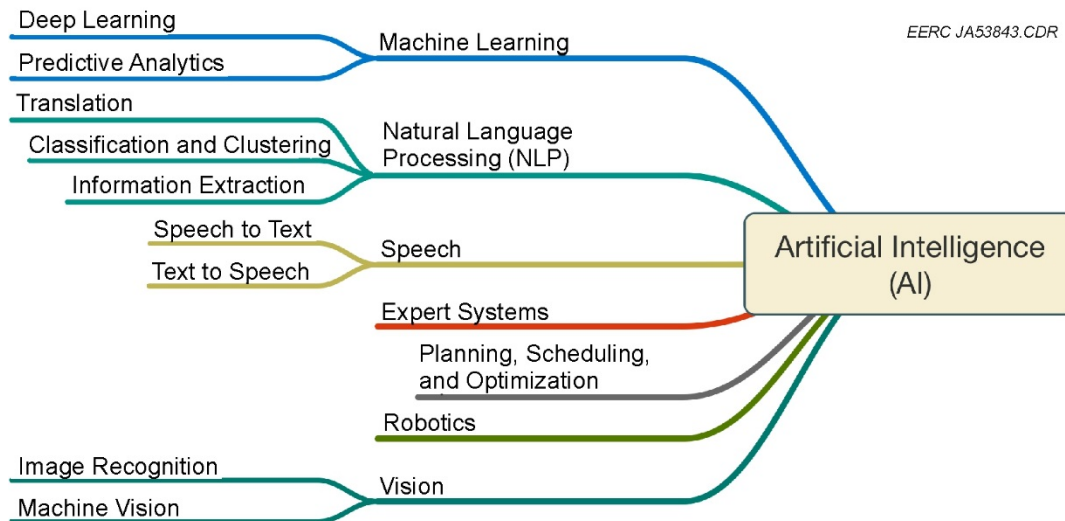 EERC JA53843.CDR
Deep Learning
Predictive Analytics
Machine Learning
Translation
Classification and Clustering
Information Extraction
Natural Language
Processing (NLP)
Speech to Text
Text to Speech
Speech
Expert Systems
Planning, Scheduling,
and Optimization
Robotics
Image Recognition
Machine Vision
Vision
Artificial Intelligence
(AI)